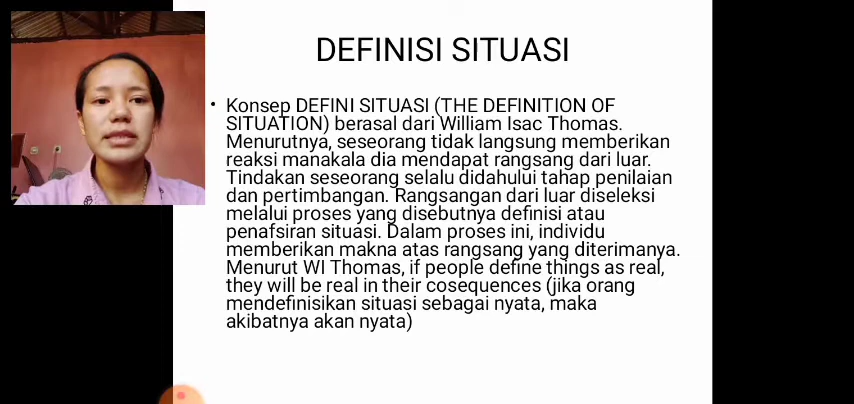 DEFINISI SITUASI
• Konsep DEFINI SITUASI (THE DEFINITION OF
SITUATION) berasal dari William Isac Thomas.
Menurutnya, seseorang tidak langsung memberikan
reaksi manakala dia mendapat rangsang dari luar.
Tindakan seseorang selalu didahului tahap penilaian
dan pertimbangan. Rangsangan dari luar diseleksi
melalui proses yang disebutnya definisi atau
penafsiran situasi. Dalam proses ini, individu
memberikan makna atas rangsang yang diterimanya.
Menurut WI Thomas, if people define things as real,
they will be real in their cosequences (jika orang
mendefinisikan situasi sebagai nyata, maka
akibatnya akan nyata)